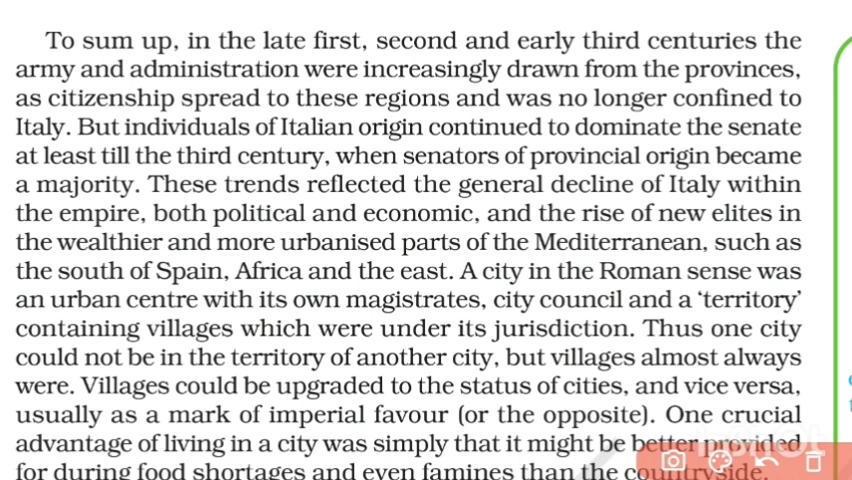 To sum up, in the late first, second and early third centuries the
army and administration were increasingly drawn from the provinces,
as citizenship spread to these regions and was no longer confined to
Italy. But individuals of Italian origin continued to dominate the senate
at least till the third century, when senators of provincial origin became
a majority. These trends reflected the general decline of Italy within
the empire, both political and economic, and the rise of new elites in
the wealthier and more urbanised parts of the Mediterranean, such as
the south of Spain, Africa and the east. A city in the Roman sense was
an urban centre with its own magistrates, city council and a ‘territory’
containing villages which were under its jurisdiction. Thus one city
could not be in the territory of another city, but villages almost always
were. Villages could be upgraded to the status of cities, and vice versa,
usually as a mark of imperial favour (or the opposite). One crucial
advantage of living in a city was simply that it might be better provided
for during food shortages and even famines than the countryside.